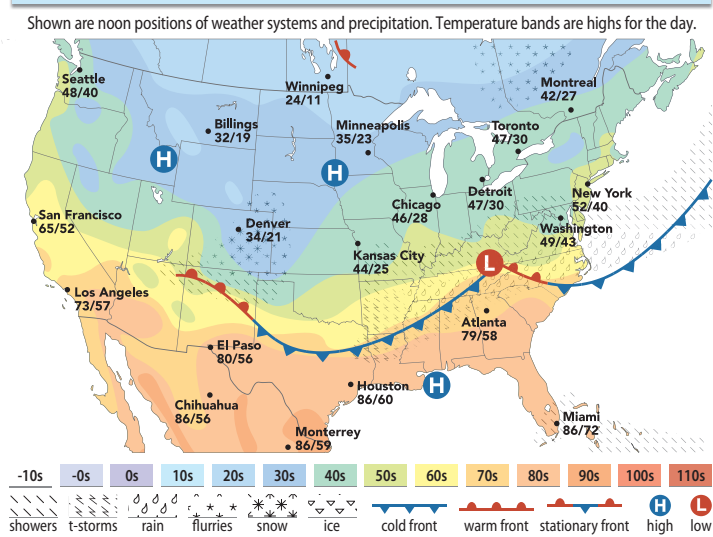 Shown are noon positions of weather systems and precipitation. Temperature bands are highs for the day.
Seattle
48/40
Winnipeg
24/11
Montreal
42/27
Billings
32/19
Minneapolis
35/23
Toronto
47/30
H
H
Chicago
46/28
Detroit
47/30
New York
52/40
San Francisco
65/52
Denver
34/21
Washington
49/43
Kansas City
44/25
L
Los Angeles
73/57
Atlanta
79/58
El Paso
80/56
H
Houston
86/60
Chihuahua
86/56
Miami
86/72
Monterrey
86/59
-10s -0s 0s 10s 20s 30s 40s 50s 60s 70s 80s 90s 100s 110s
H L
showers t-storms rain flurries snow ice cold front warm front stationary front high low